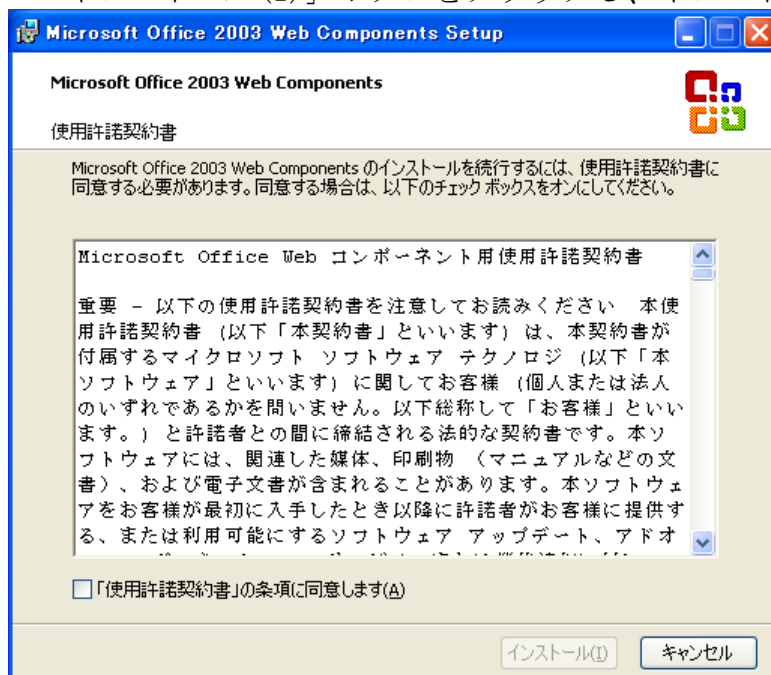 Microsoft Office 2003 Web Components Setup
Microsoft Office 2003 Web Components
使用許諾契約書
Microsoft Office 2003 Web Components のインストールを続行するには、使用許諾契約書に
同意する必要があります。同意する場合は、以下のチェック ボックスをオンにしてください。
Microsoft Office Web コンポーネント用使用許諾契約書
重要 - 以下の使用許諾契約書を注意してお読みください 本使
用許諾契約書 (以下「本契約書」といいます) は、本契約書が
付属するマイクロソフト ソフトウェア テクノロジ (以下「本
ソフトウェア」といいます) に関してお客様 (個人または法人
のいずれであるかを問いません。以下総称して「お客様」といい
ます。) と許諾者との間に締結される法的な契約書です。本ソ
フトウェアには、関連した媒体、印刷物 (マニュアルなどの文
書)、および電子文書が含まれることがあります。本ソフトウェ
アをお客様が最初に入手したとき以降に許諾者がお客様に提供す
る、または利用可能にするソフトウェア アップデート、アドオ
「使用許諾契約書」の条項に同意します(A)
インストール(I)
キャンセル